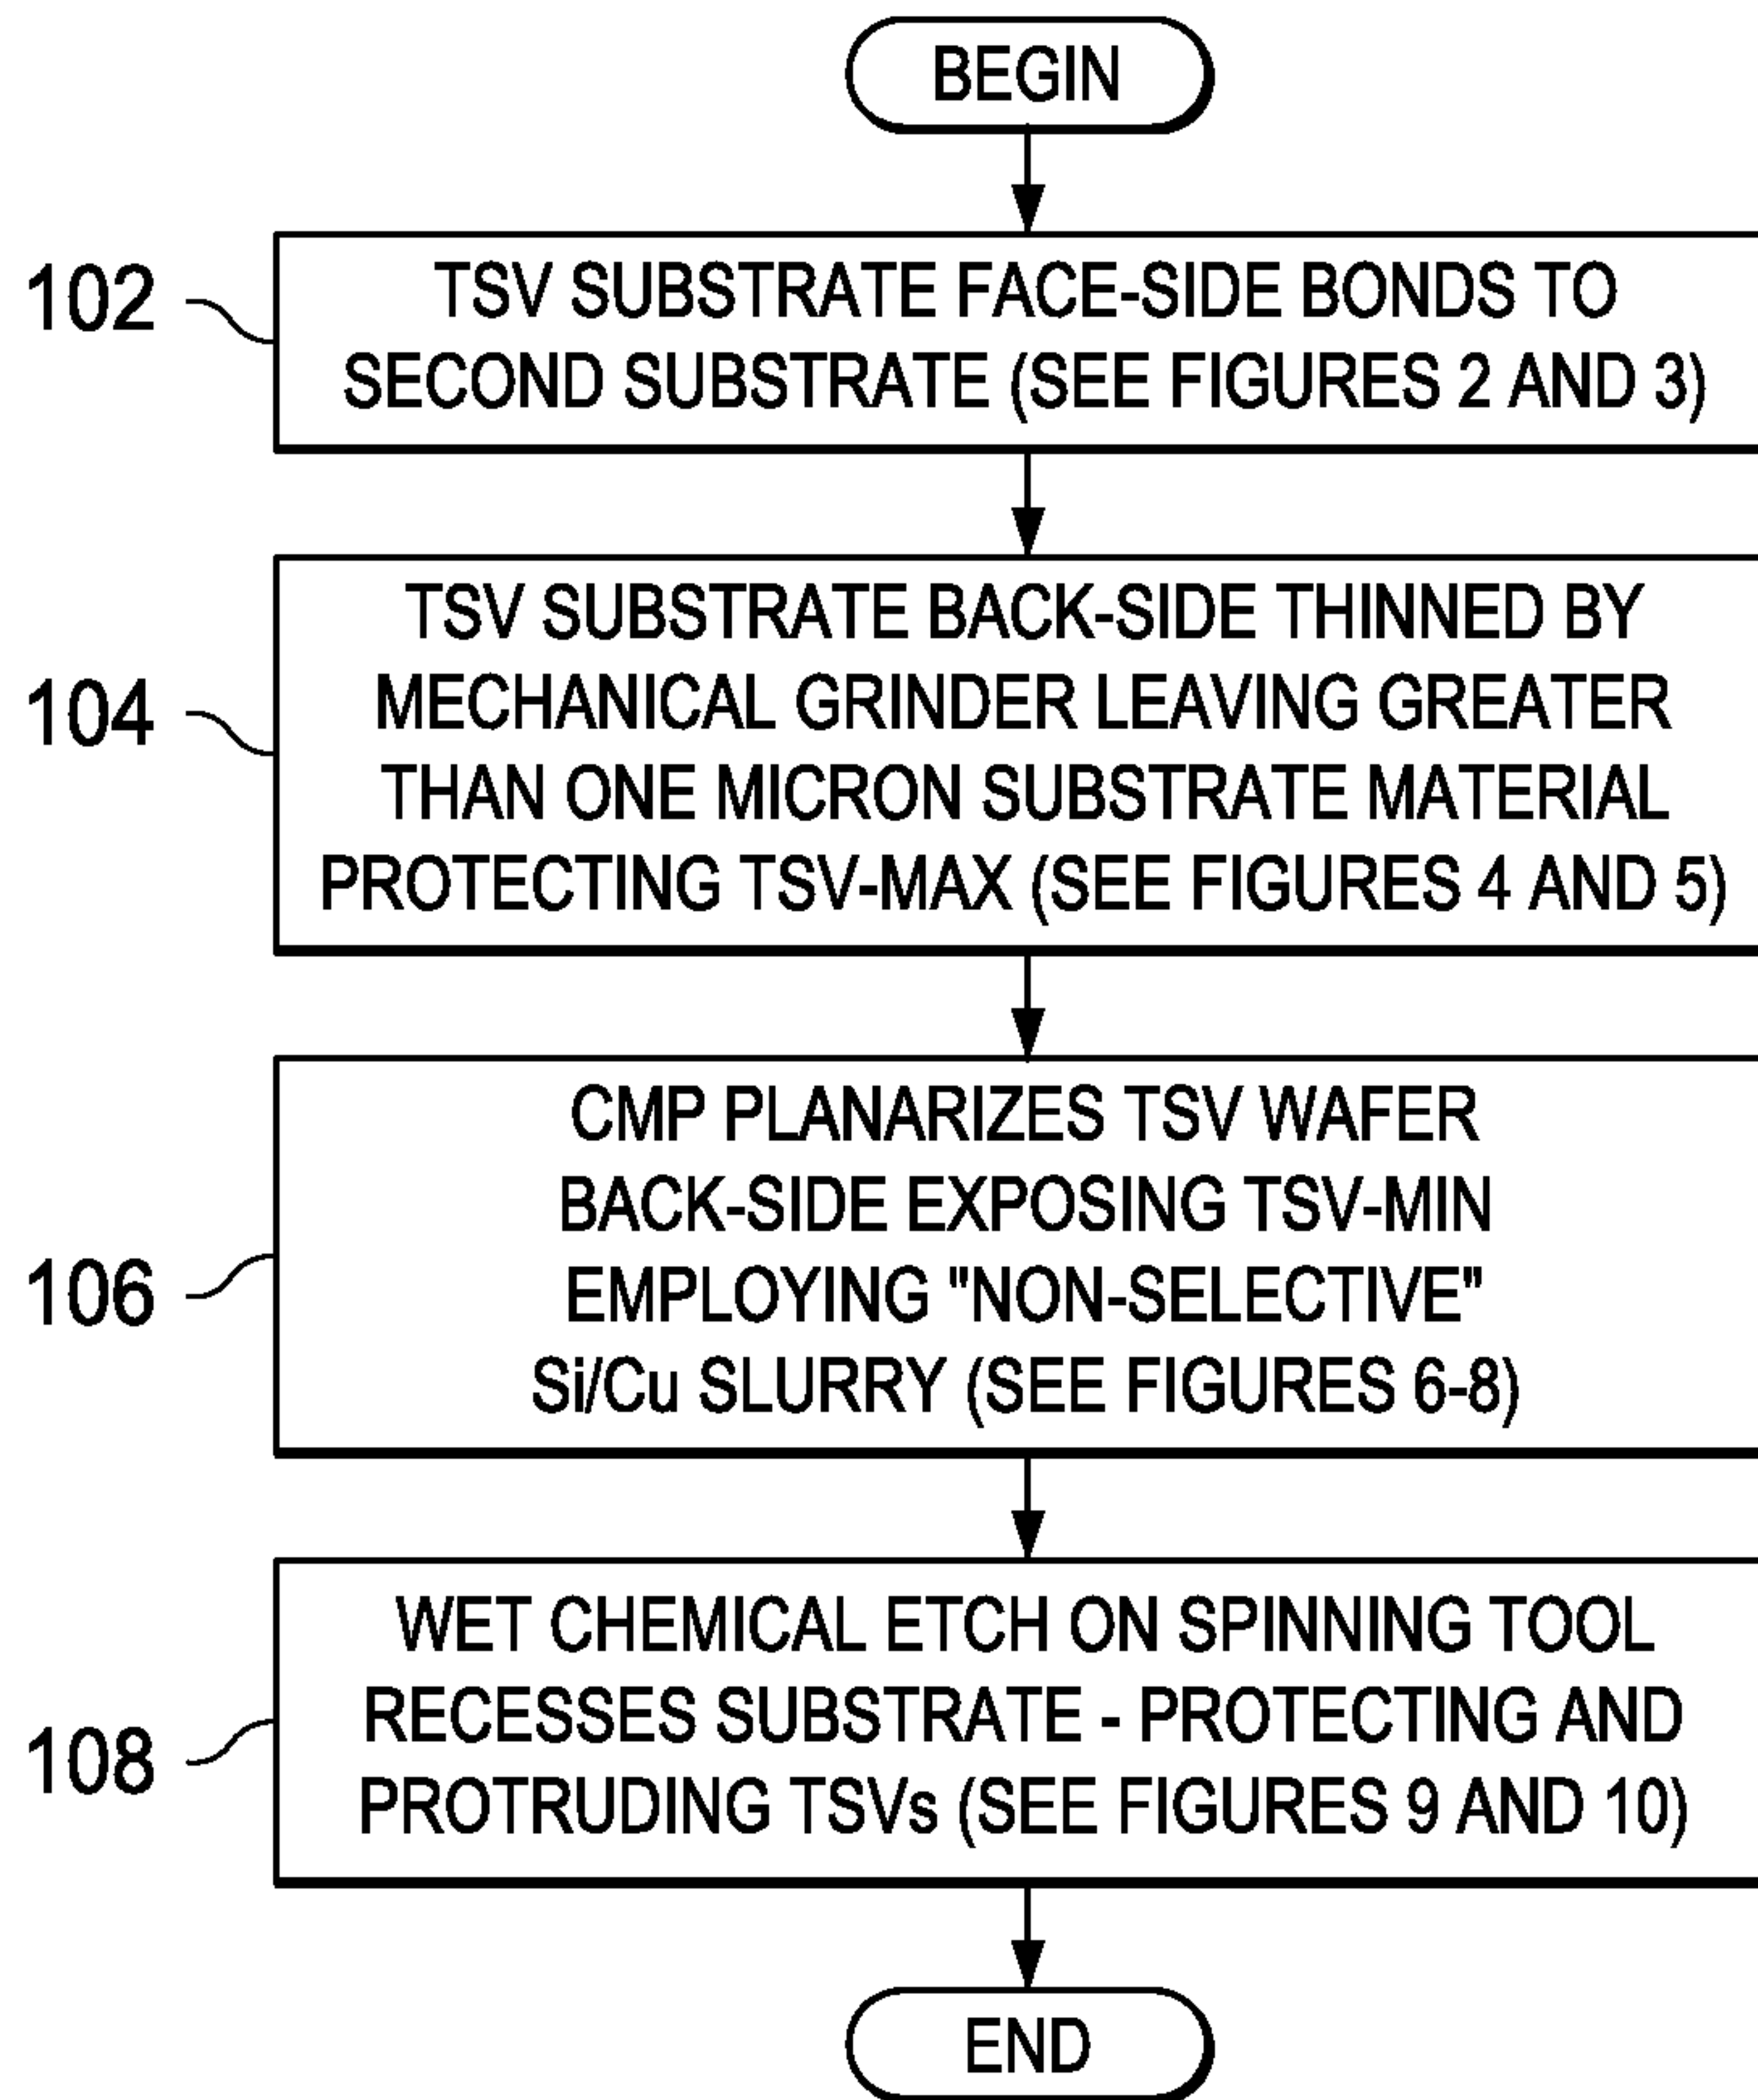 BEGIN
102
TSV SUBSTRATE FACE-SIDE BONDS TO
SECOND SUBSTRATE (SEE FIGURES 2 AND 3)
104
TSV SUBSTRATE BACK-SIDE THINNED BY
MECHANICAL GRINDER LEAVING GREATER
THAN ONE MICRON SUBSTRATE MATERIAL
PROTECTING TSV-MAX (SEE FIGURES 4 AND 5)
106
CMP PLANARIZES TSV WAFER
BACK-SIDE EXPOSING TSV-MIN
EMPLOYING "NON-SELECTIVE"
Si/Cu SLURRY (SEE FIGURES 6-8)
108
WET CHEMICAL ETCH ON SPINNING TOOL
RECESSES SUBSTRATE - PROTECTING AND
PROTRUDING TSVs (SEE FIGURES 9 AND 10)
END